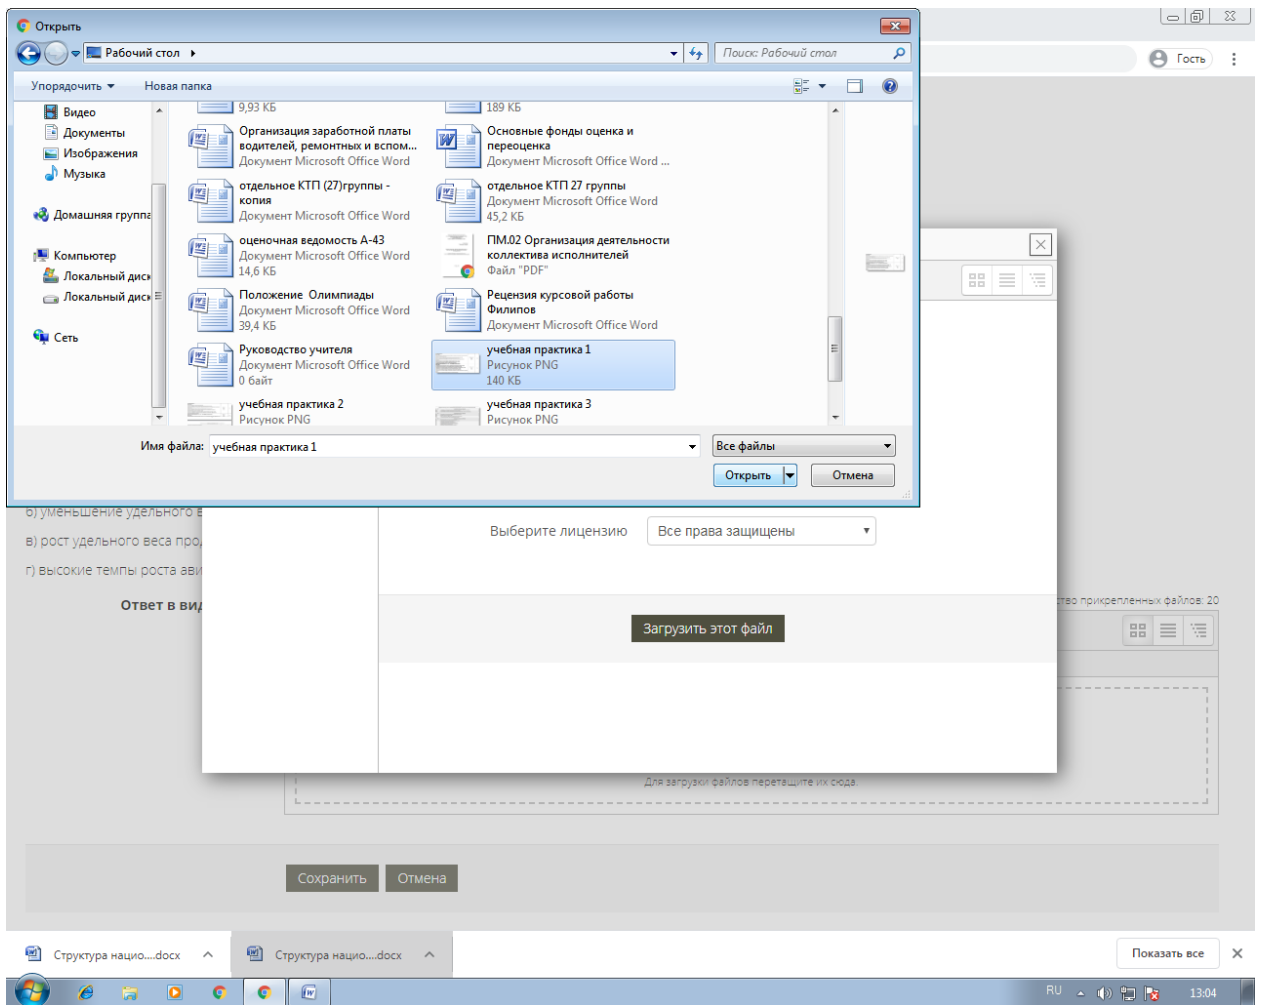 Открыть
Рабочий стол
Поиск: Рабочий стол
Гость
Упорядочить
Новая папка
Видео
Документы
Изображения
Музыка
Домашняя группа
Компьютер
Локальный диск
Локальный диск
Сеть
9,93 КБ
189 КБ
Организация заработной платы
водителей, ремонтных и вспом...
Документ Microsoft Office Word
Основные фонды оценка и
переоценка
Документ Microsoft Office Word ...
отдельное КТП (27)группы -
копия
Документ Microsoft Office Word
отдельное КТП 27 группы
Документ Microsoft Office Word
45,2 КБ
оценочная ведомость А-43
Документ Microsoft Office Word
14,6 КБ
ПМ.02 Организация деятельности
коллектива исполнителей
Файл "PDF"
Положение Олимпиады
Документ Microsoft Office Word
39,4 КБ
Рецензия курсовой работы
Филипов
Документ Microsoft Office Word
Руководство учителя
Документ Microsoft Office Word
0 байт
учебная практика 1
Рисунок PNG
140 КБ
учебная практика 2
Рисунок PNG
учебная практика 3
Рисунок PNG
Имя файла:
учебная практика 1
Все файлы
Открыть
Отмена
б) уменьшение удельного в
в) рост удельного веса про
г) высокие темпы роста ави
Ответ в вид
Выберите лицензию
Все права защищены
Загрузить этот файл
тво прикрепленных файлов: 20
Для загрузки файлов перетащите их сюда.
Сохранить
Отмена
Структура нацио....docx
Структура нацио....docx
Показать все
RU
13:04